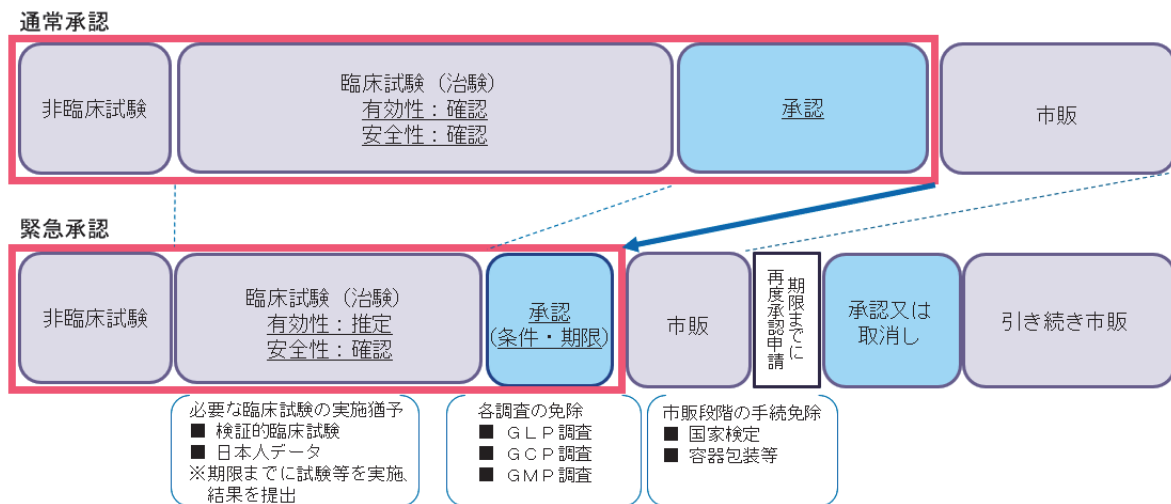 通常承認
非臨床試験
臨床試験（治験）
有効性：確認
安全性：確認
承認
市販
緊急承認
非臨床試験
臨床試験（治験）
有効性：推定
安全性：確認
承認
(条件・期限)
市販
期限までに
再度承認申請
承認又は
取消し
引き続き市販
必要な臨床試験の実施猶予
■ 検証的臨床試験
■ 日本人データ
※期限までに試験等を実施、
結果を提出
各調査の免除
■ ＧＬＰ調査
■ ＧＣＰ調査
■ ＧＭＰ調査
市販段階の手続免除
■ 国家検定
■ 容器包装等